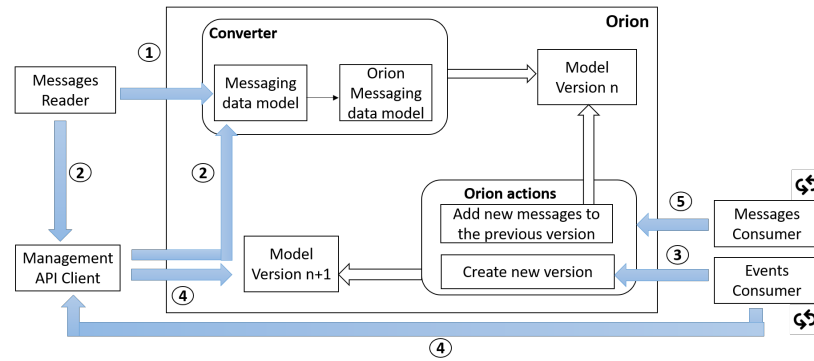 Orion
Converter
①
Messages
Reader
Messaging
data model
Orion
Messaging
data model
Model
Version n
②
②
Orion actions
Add new messages to
the previous version
Create new version
⑤
Messages
Consumer
③
Events
Consumer
Management
API Client
④
Model
Version n+1
④